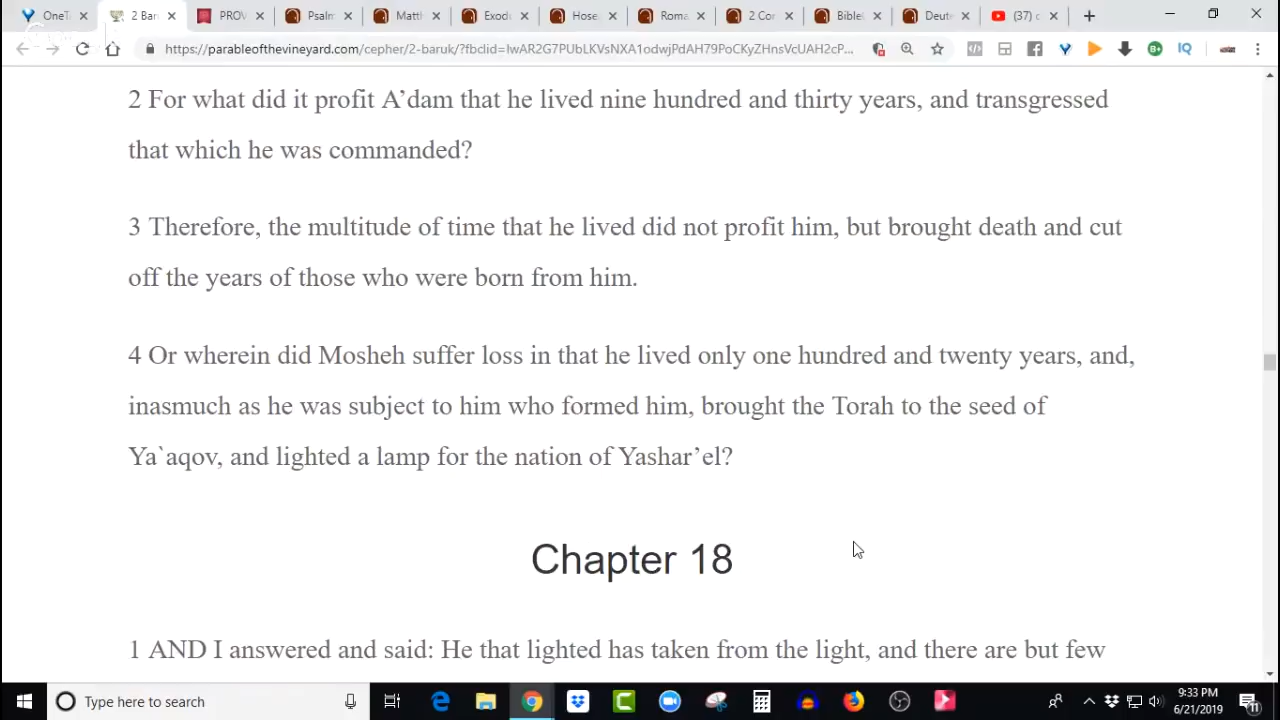 OneTa
2 Bar
PROV
Psalm
Matth
Exod
Hose
Roma
2 Cor
Bible
Deute
(37) c
https://parableofthevineyard.com/cepher/2-baruk/?fbclid=IwAR2G7PUbLKVsNXA1odwjPdAH79PoCKyZHnsVcUAH2cP...
2 For what did it profit A’dam that he lived nine hundred and thirty years, and transgressed
that which he was commanded?
3 Therefore, the multitude of time that he lived did not profit him, but brought death and cut
off the years of those who were born from him.
4 Or wherein did Mosheh suffer loss in that he lived only one hundred and twenty years, and,
inasmuch as he was subject to him who formed him, brought the Torah to the seed of
Ya`aqov, and lighted a lamp for the nation of Yashar’el?
Chapter 18
1 AND I answered and said: He that lighted has taken from the light, and there are but few
Type here to search
9:33 PM
6/21/2019
11